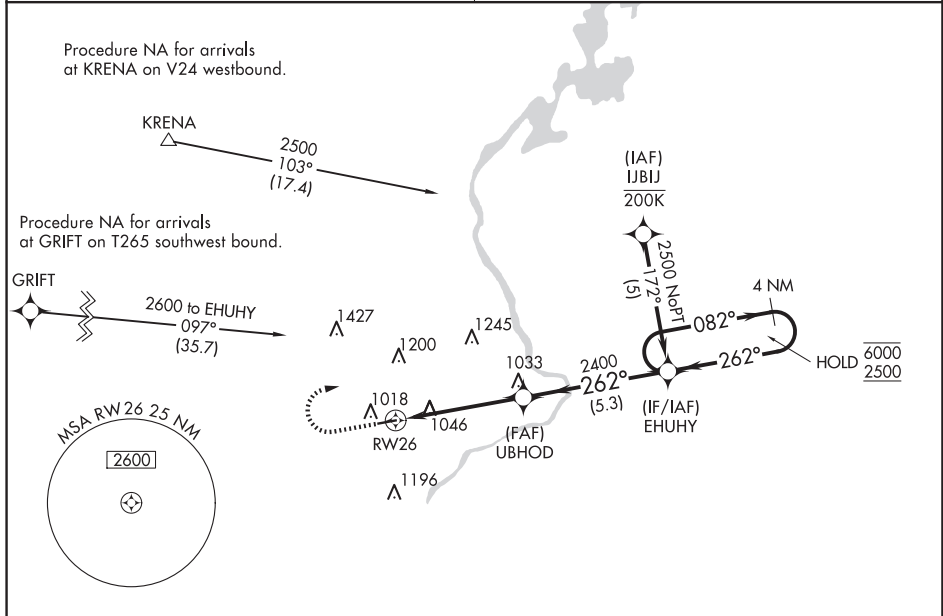 Procedure NA for arrivals
at KRENA on V24 westbound.
KRENA
2500
103°
(17.4)
(IAF)
IJBIJ
200K
2500 NoPT
172°
(5)
Procedure NA for arrivals
at GRIFT on T265 southwest bound.
GRIFT
2600 to EHUHY
097°
(35.7)
4 NM
082°
262°
HOLD
6000
2500
1427
1245
1200
1033
2400
262°
(5.3)
(IF/IAF)
EHUHY
1018
1046
RW26
(FAF)
UBHOD
1196
MSA RW26 25 NM
2600